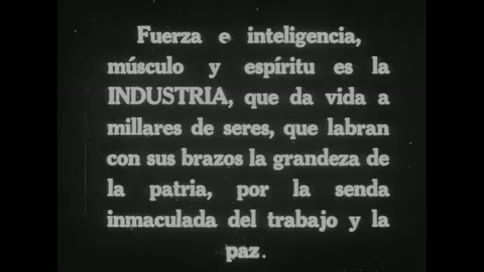 Fuerza e inteligencia,
músculo y espíritu es la
INDUSTRIA, que da vida a
millares de seres, que labran
con sus brazos la grandeza de
la patria, por la senda
inmaculada del trabajo y la
paz.